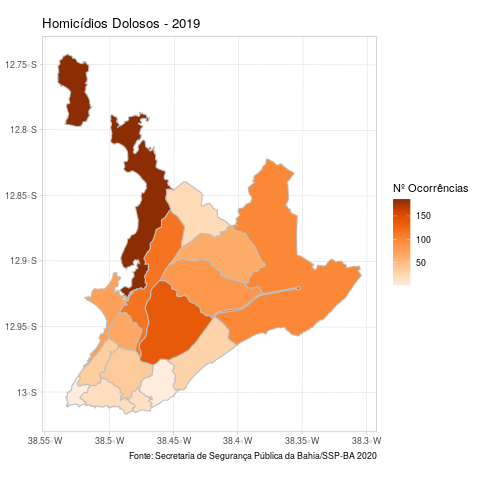 Homicídios Dolosos - 2019
12.75◦S
12.8◦S
12.85◦S
12.9◦S
12.95◦S
13◦S
38.55◦W
38.5◦W
38.45◦W
38.4◦W
38.35◦W
38.3◦W
Nº Ocorrências
150
100
50
Fonte: Secretaria de Segurança Pública da Bahia/SSP-BA 2020